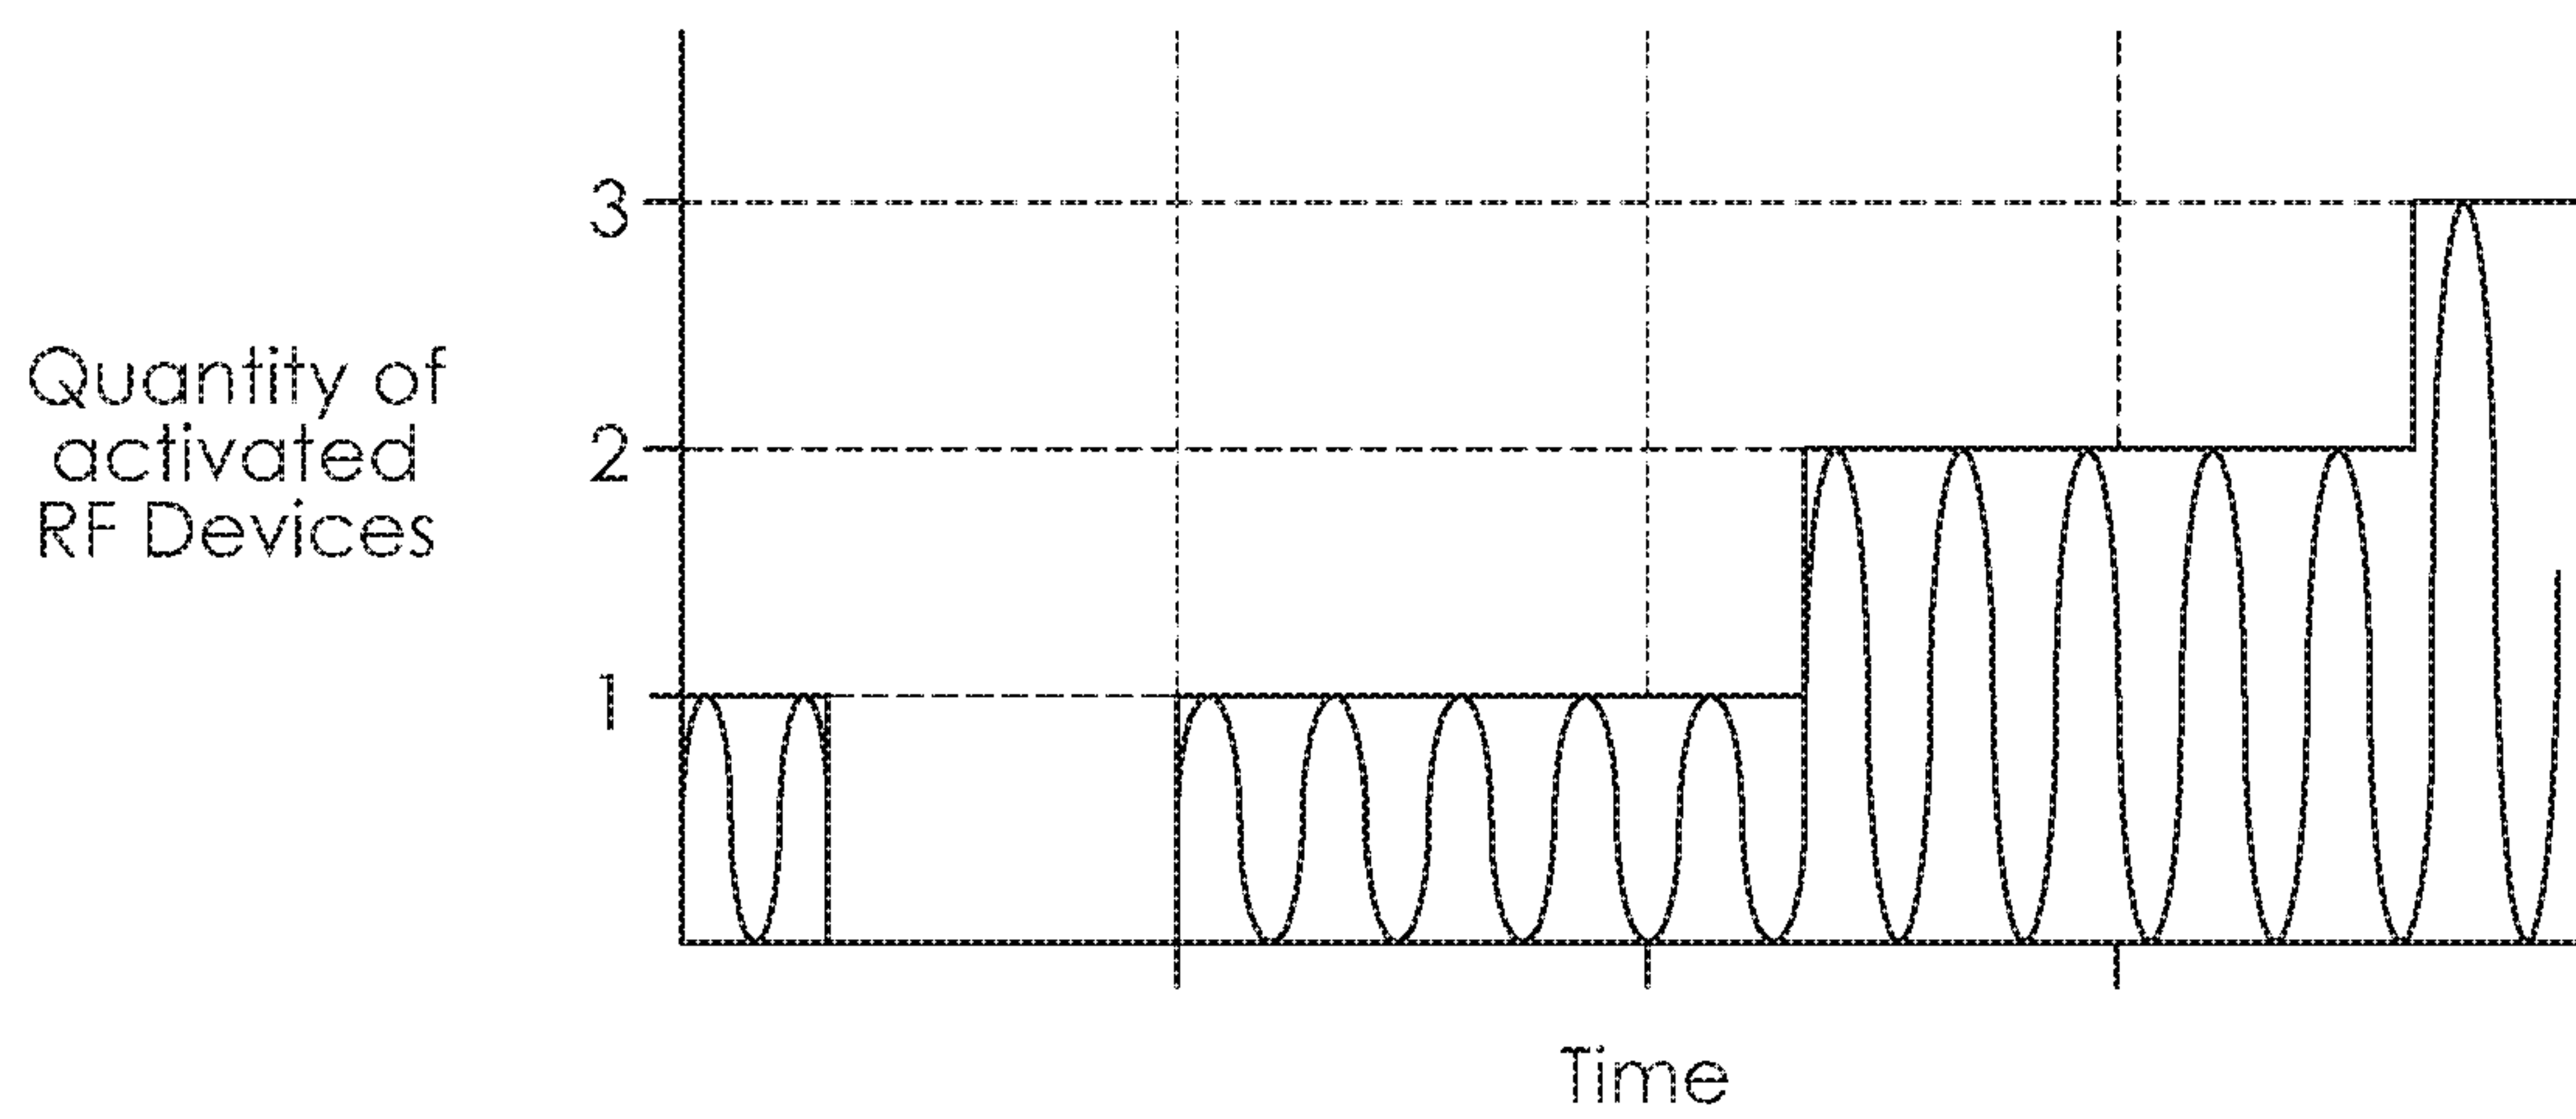 3
Quantity of
activated
RF Devices
2
1
Time